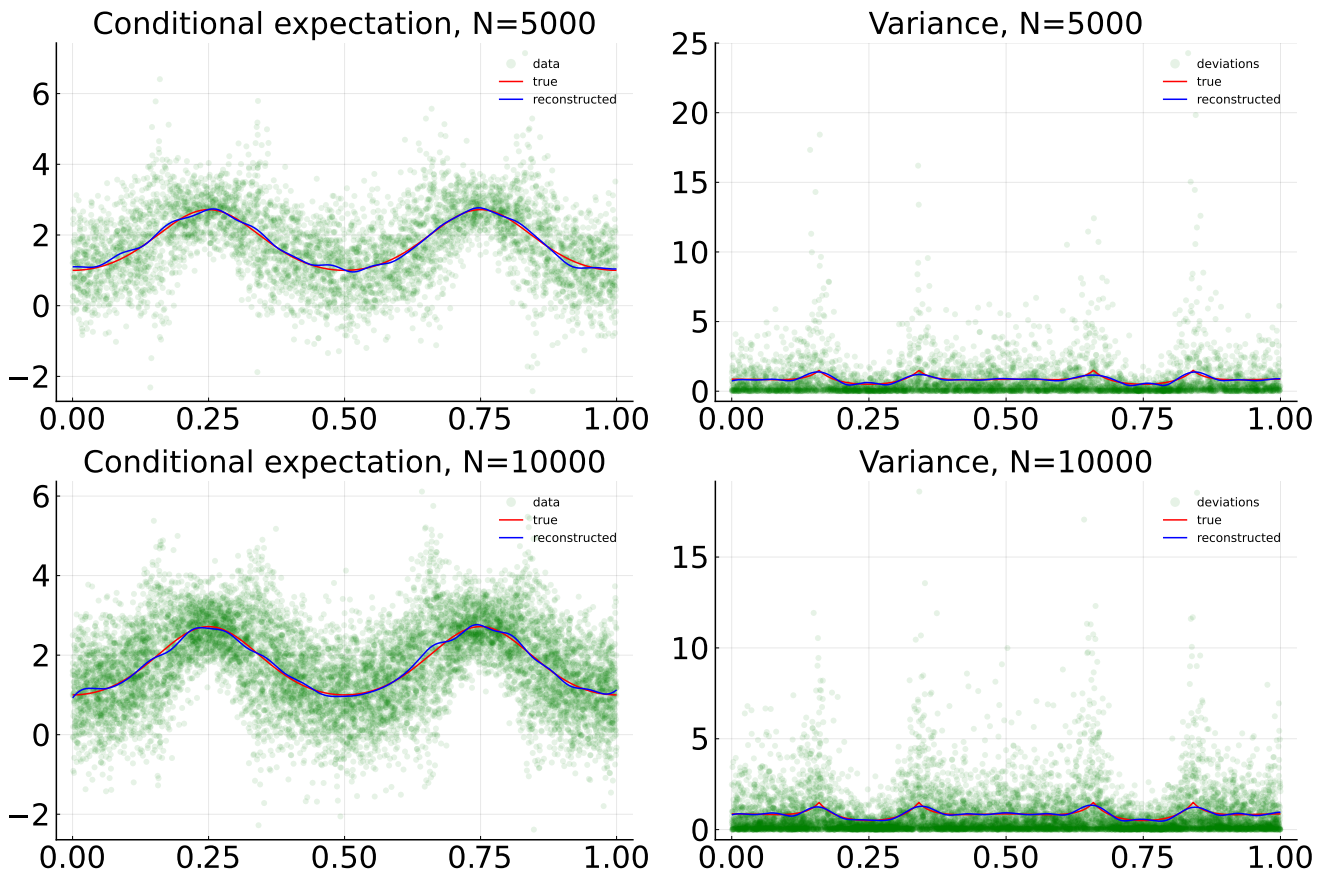 Conditional expectation, N=5000
data
true
reconstructed
6
4
2
0
−2
0.00 0.25 0.50 0.75 1.00
Variance, N=5000
deviations
true
reconstructed
25
20
15
10
5
0
0.00 0.25 0.50 0.75 1.00
Conditional expectation, N=10000
data
true
reconstructed
6
4
2
0
−2
0.00 0.25 0.50 0.75 1.00
Variance, N=10000
deviations
true
reconstructed
15
10
5
0
0.00 0.25 0.50 0.75 1.00